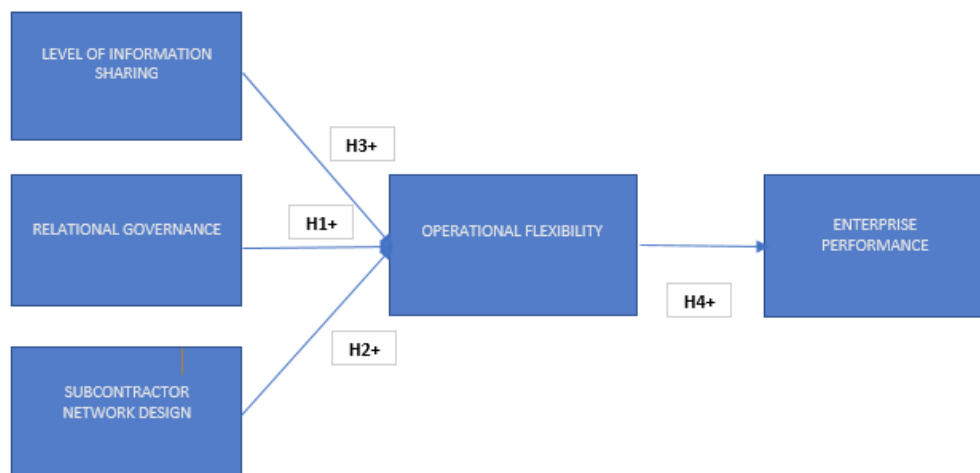 LEVEL OF INFORMATION
SHARING
H3+
RELATIONAL GOVERNANCE
H1+
OPERATIONAL FLEXIBILITY
ENTERPRISE
PERFORMANCE
H4+
H2+
SUBCONTRACTOR
NETWORK DESIGN